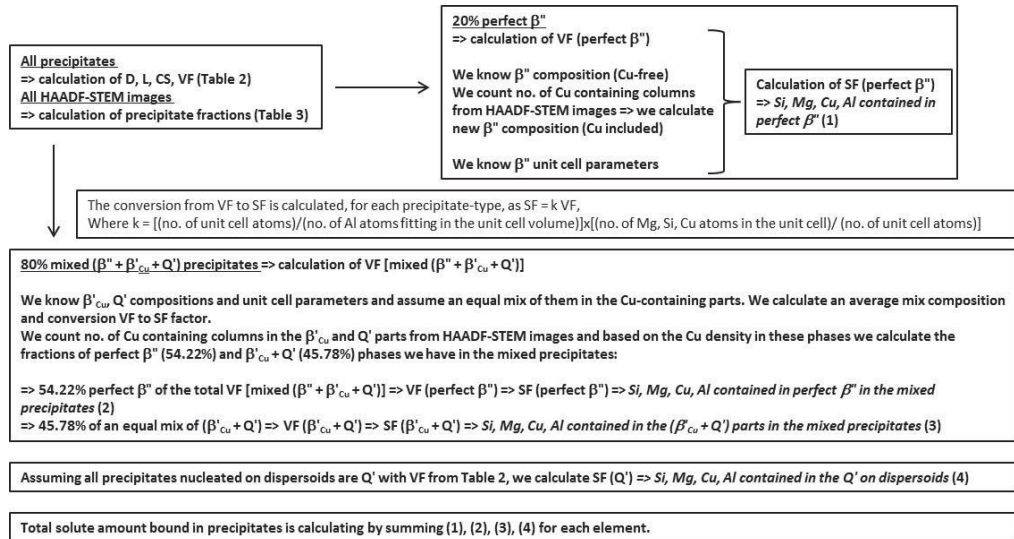 All precipitates
=> calculation of D, L, CS, VF (Table 2)
All HAADF-STEM images
=> calculation of precipitate fractions (Table 3)
20% perfect β"
=> calculation of VF (perfect β")
We know β" composition (Cu-free)
We count no. of Cu containing columns
from HAADF-STEM images => we calculate
new β" composition (Cu included)
We know β" unit cell parameters
Calculation of SF (perfect β")
=> Si, Mg, Cu, Al contained in
perfect β" (1)
The conversion from VF to SF is calculated, for each precipitate-type, as SF = k VF,
Where k = [(no. of unit cell atoms)/(no. of Al atoms fitting in the unit cell volume)]x[(no. of Mg, Si, Cu atoms in the unit cell)/ (no. of unit cell atoms)]
80% mixed (β" + β'Cu + Q') precipitates => calculation of VF [mixed (β" + β'Cu + Q')]
We know β'Cu, Q' compositions and unit cell parameters and assume an equal mix of them in the Cu-containing parts. We calculate an average mix composition
and conversion VF to SF factor.
We count no. of Cu containing columns in the β'Cu and Q' parts from HAADF-STEM images and based on the Cu density in these phases we calculate the
fractions of perfect β" (54.22%) and β'Cu + Q' (45.78%) phases we have in the mixed precipitates:
=> 54.22% perfect β" of the total VF [mixed (β" + β'Cu + Q')] => VF (perfect β") => SF (perfect β") => Si, Mg, Cu, Al contained in perfect β" in the mixed
precipitates (2)
=> 45.78% of an equal mix of (β'Cu + Q') => VF (β'Cu + Q') => SF (β'Cu + Q') => Si, Mg, Cu, Al contained in the (β'Cu + Q') parts in the mixed precipitates (3)
Assuming all precipitates nucleated on dispersoids are Q' with VF from Table 2, we calculate SF (Q') => Si, Mg, Cu, Al contained in the Q' on dispersoids (4)
Total solute amount bound in precipitates is calculating by summing (1), (2), (3), (4) for each element.